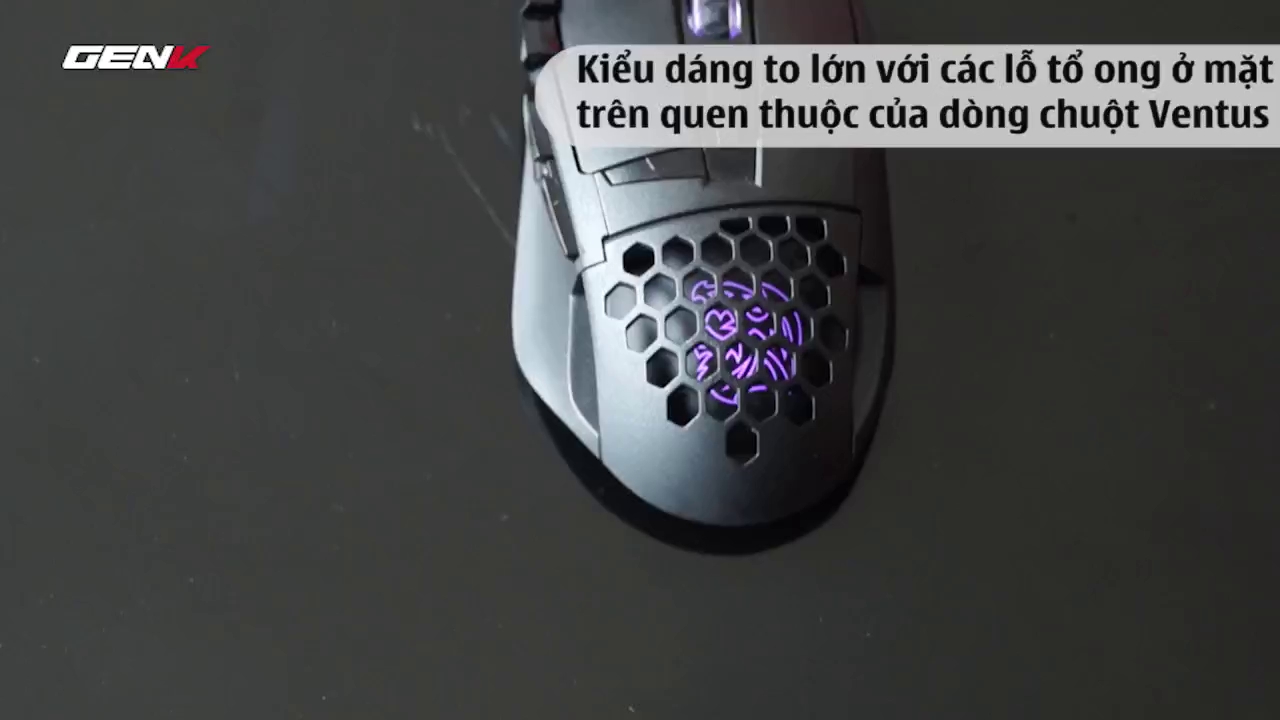 GENK
Kiểu dáng to lớn với các lỗ tổ ong ở mặt
trên quen thuộc của dòng chuột Ventus